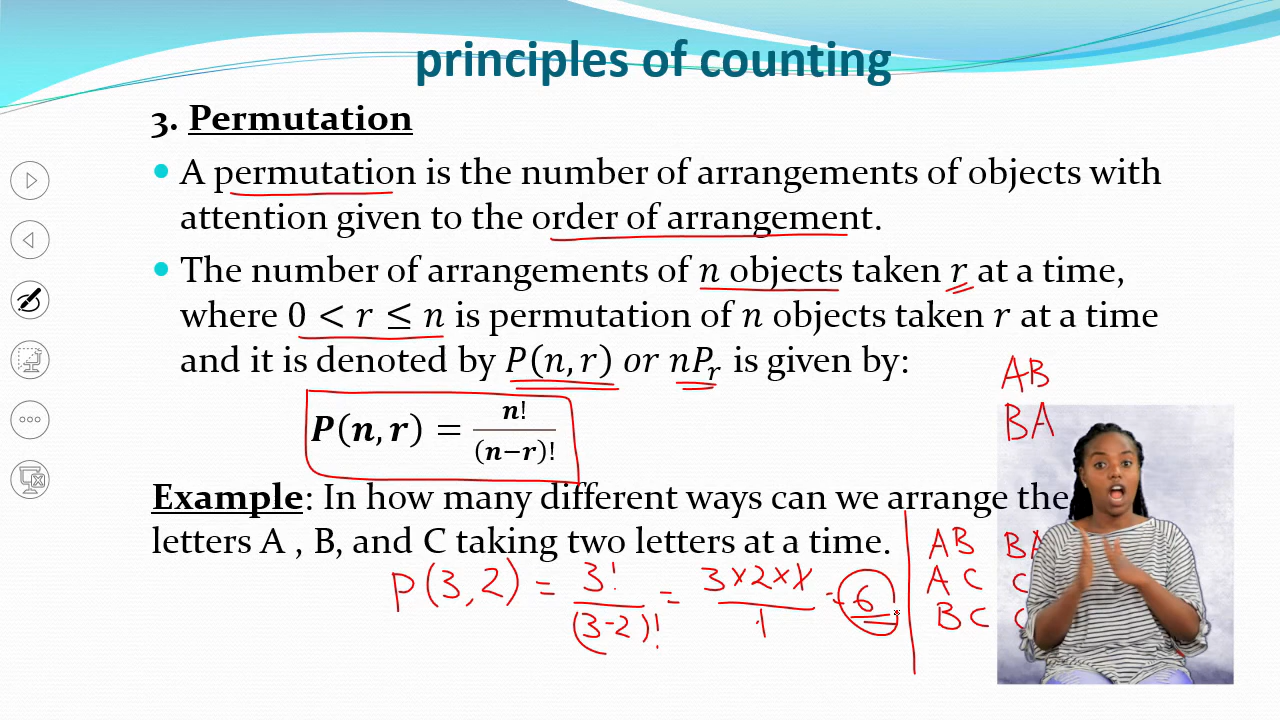 principles of counting
3. Permutation
• A permutation is the number of arrangements of objects with
attention given to the order of arrangement.
• The number of arrangements of n objects taken r at a time,
where 0 < r ≤ n is permutation of n objects taken r at a time
and it is denoted by P(n, r) or nPᵣ is given by:
AB
BA
P(n, r) = n! / (n−r)!
Example: In how many different ways can we arrange the
letters A , B, and C taking two letters at a time.
P(3,2) = 3! / (3-2)! = 3×2×1 / 1 = 6
AB BA
AC C
BC C